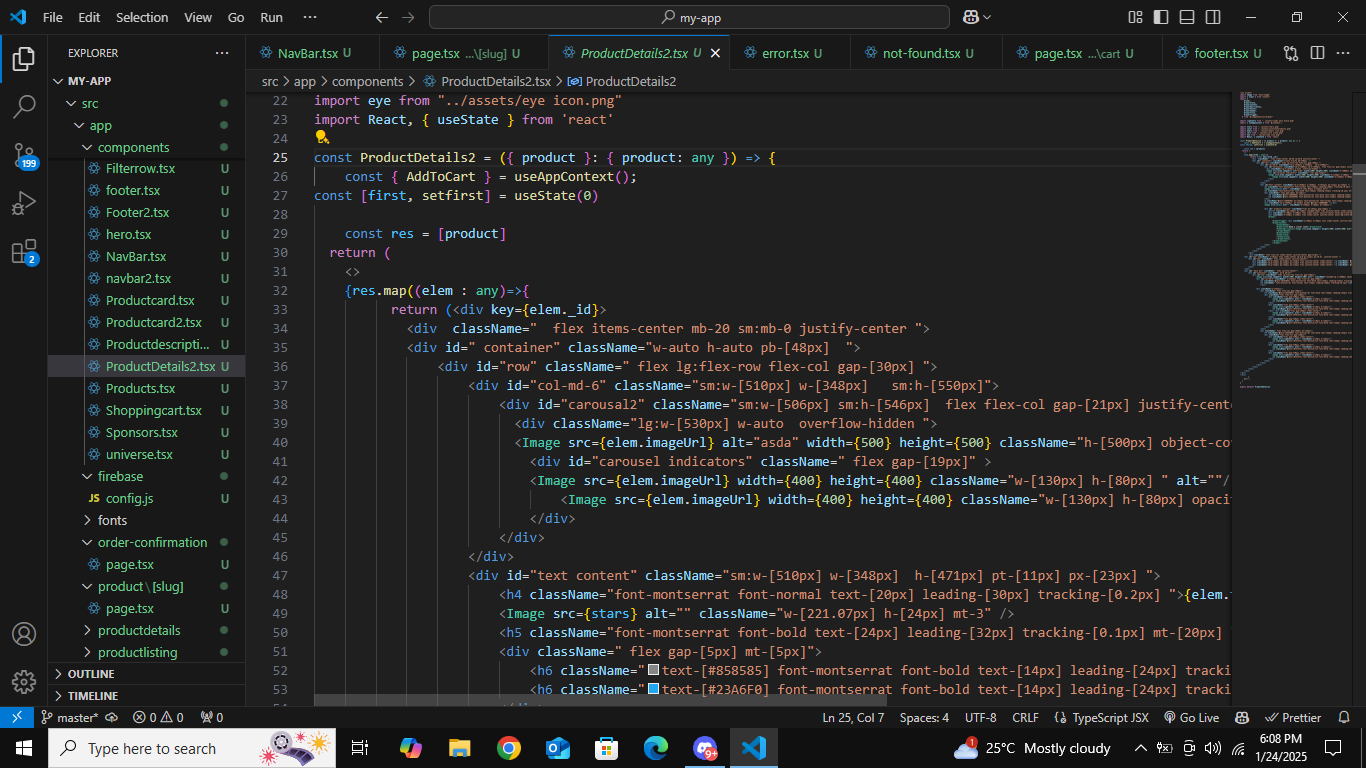 File Edit Selection View Go Run ··· my-app
EXPLORER ···
MY-APP
src
app
components
Filterrow.tsx U
footer.tsx U
Footer2.tsx U
hero.tsx U
NavBar.tsx U
navbar2.tsx U
Productcard.tsx U
Productcard2.tsx U
Productdescripti... U
ProductDetails2.tsx U
Products.tsx U
Shoppingcart.tsx U
Sponsors.tsx U
universe.tsx U
firebase
JS config.js U
fonts
order-confirmation
page.tsx U
product\[slug]
page.tsx U
productdetails
productlisting
OUTLINE
TIMELINE
199
2
NavBar.tsx U page.tsx ...\[slug] U ProductDetails2.tsx U error.tsx U not-found.tsx U page.tsx ...\cart U footer.tsx U ···
src > app > components > ProductDetails2.tsx > ProductDetails2
22 import eye from "../assets/eye icon.png"
23 import React, { useState } from 'react'
24
25 const ProductDetails2 = ({ product }: { product: any }) => {
26 const { AddToCart } = useAppContext();
27 const [first, setfirst] = useState(0)
28
29 const res = [product]
30 return (
31 <>
32 {res.map((elem : any)=>{
33 return (<div key={elem._id}>
34 <div  className="  flex items-center mb-20 sm:mb-0 justify-center ">
35 <div id=" container" className="w-auto h-auto pb-[48px]  ">
36 <div id="row" className=" flex lg:flex-row flex-col gap-[30px] ">
37 <div id="col-md-6" className="sm:w-[510px] w-[348px]   sm:h-[550px]">
38 <div id="carousal2" className="sm:w-[506px] sm:h-[546px]  flex flex-col gap-[21px] justify-cent
39 <div className="lg:w-[530px] w-auto  overflow-hidden ">
40 <Image src={elem.imageUrl} alt="asda" width={500} height={500} className="h-[500px] object-co
41 <div id="carousel indicators" className=" flex gap-[19px]" >
42 <Image src={elem.imageUrl} width={400} height={400} className="w-[130px] h-[80px] " alt=""/
43 <Image src={elem.imageUrl} width={400} height={400} className="w-[130px] h-[80px] opacit
44 </div>
45 </div>
46 </div>
47 <div id="text content" className="sm:w-[510px] w-[348px]  h-[471px] pt-[11px] px-[23px] ">
48 <h4 className="font-montserrat font-normal text-[20px] leading-[30px] tracking-[0.2px] ">{elem.
49 <Image src={stars} alt="" className="w-[221.07px] h-[24px] mt-3" />
50 <h5 className="font-montserrat font-bold text-[24px] leading-[32px] tracking-[0.1px] mt-[20px]
51 <div className=" flex gap-[5px] mt-[5px]">
52 <h6 className="text-[#858585] font-montserrat font-bold text-[14px] leading-[24px] tracki
53 <h6 className="text-[#23A6F0] font-montserrat font-bold text-[14px] leading-[24px] tracki
master* 0 0 0 Ln 25, Col 7 Spaces: 4 UTF-8 CRLF TypeScript JSX Go Live Prettier
Type here to search 9+ 25°C Mostly cloudy 6:08 PM
1/24/2025